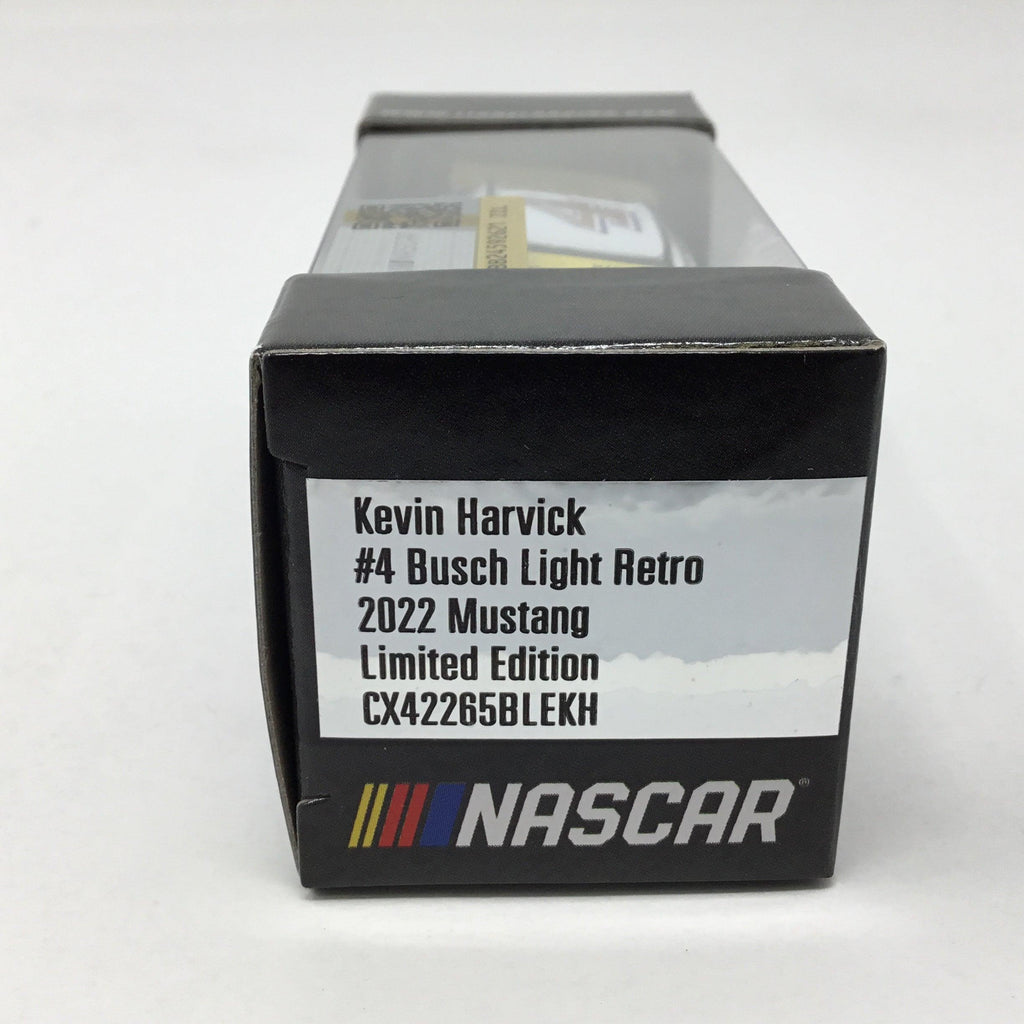 Kevin Harvick
#4 Busch Light Retro
2022 Mustang
Limited Edition
CX42265BLEKH
NASCAR®